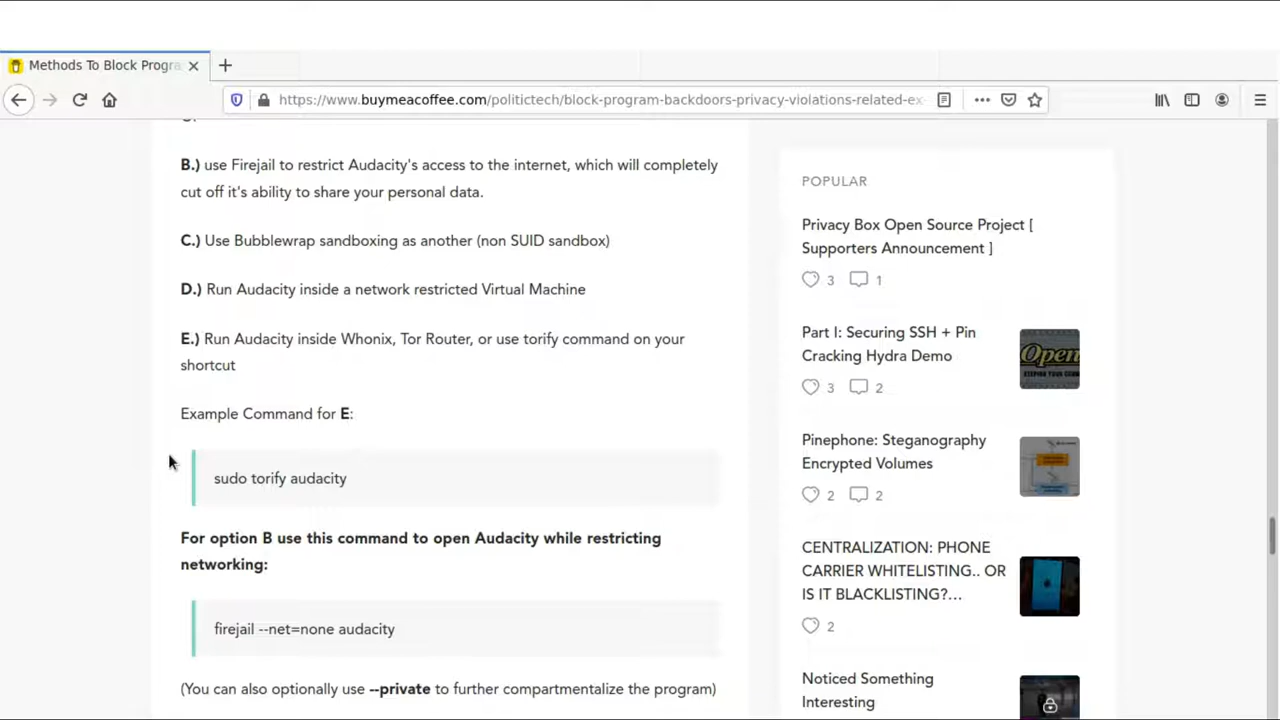 Methods To Block Progra
https://www.buymeacoffee.com/politictech/block-program-backdoors-privacy-violations-related-ex
B.) use Firejail to restrict Audacity's access to the internet, which will completely
cut off it's ability to share your personal data.
C.) Use Bubblewrap sandboxing as another (non SUID sandbox)
D.) Run Audacity inside a network restricted Virtual Machine
E.) Run Audacity inside Whonix, Tor Router, or use torify command on your
shortcut
Example Command for E:
sudo torify audacity
For option B use this command to open Audacity while restricting
networking:
firejail --net=none audacity
(You can also optionally use --private to further compartmentalize the program)
POPULAR
Privacy Box Open Source Project [
Supporters Announcement ]
3 1
Part I: Securing SSH + Pin
Cracking Hydra Demo
Open
3 2
Pinephone: Steganography
Encrypted Volumes
2 2
CENTRALIZATION: PHONE
CARRIER WHITELISTING.. OR
IS IT BLACKLISTING?...
2
Noticed Something
Interesting